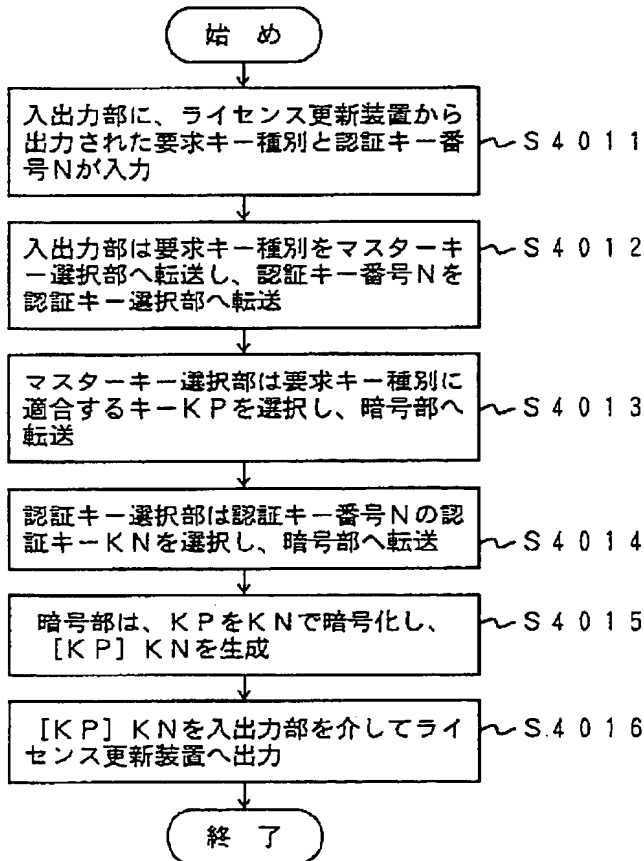 始め
入出力部に、ライセンス更新装置から
出力された要求キー種別と認証キー番
号Nが入力
S4011
入出力部は要求キー種別をマスターキ
ー選択部へ転送し、認証キー番号Nを
認証キー選択部へ転送
S4012
マスターキー選択部は要求キー種別に
適合するキーKPを選択し、暗号部へ
転送
S4013
認証キー選択部は認証キー番号Nの認
証キーKNを選択し、暗号部へ転送
S4014
暗号部は、KPをKNで暗号化し、
[KP]KNを生成
S4015
[KP]KNを入出力部を介してライ
センス更新装置へ出力
S.4016
終了